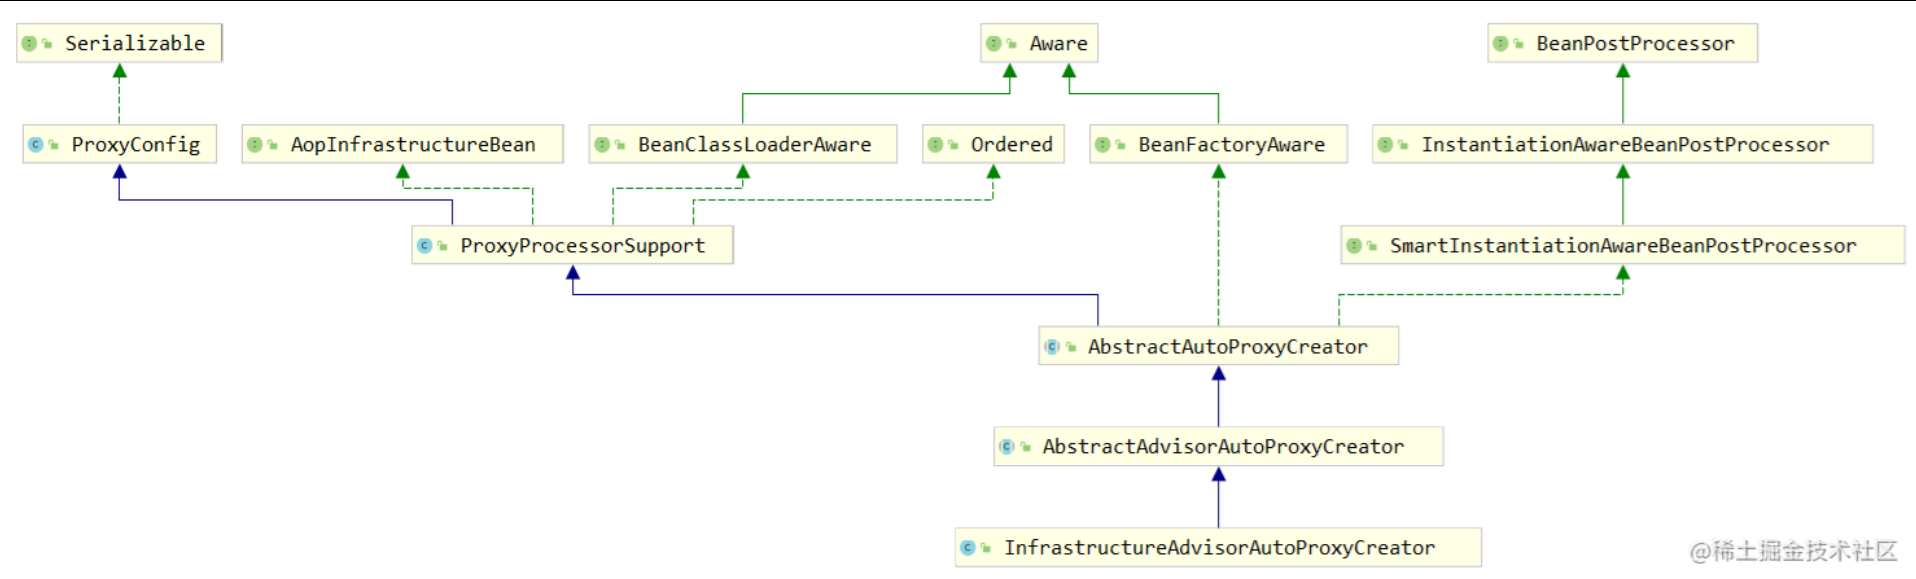 Serializable
Aware
BeanPostProcessor
ProxyConfig
AopInfrastructureBean
BeanClassLoaderAware
Ordered
BeanFactoryAware
InstantiationAwareBeanPostProcessor
ProxyProcessorSupport
SmartInstantiationAwareBeanPostProcessor
AbstractAutoProxyCreator
AbstractAdvisorAutoProxyCreator
InfrastructureAdvisorAutoProxyCreator
@稀土掘金技术社区